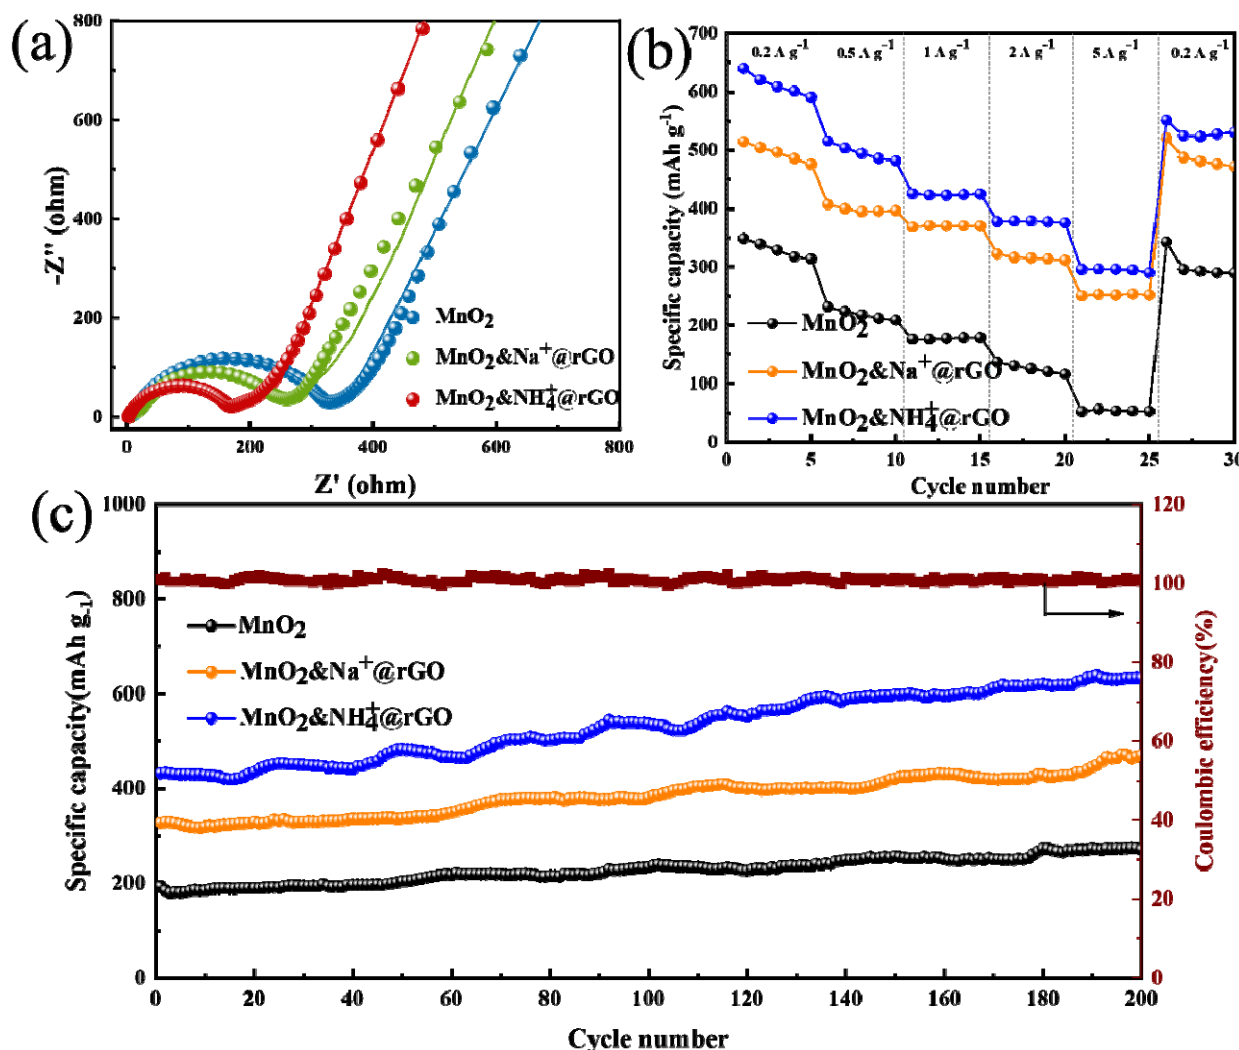 (a)
-Z'' (ohm)
800
600
400
200
0
0 200 400 600 800
Z' (ohm)
MnO2
MnO2&Na+@rGO
MnO2&NH4+@rGO
(b)
Specific capacity (mAh g-1)
700
600
500
400
300
200
100
0
0.2 A g-1 0.5 A g-1 1 A g-1 2 A g-1 5 A g-1 0.2 A g-1
MnO2
MnO2&Na+@rGO
MnO2&NH4+@rGO
0 5 10 15 20 25 30
Cycle number
(c)
Specific capacity(mAh g-1)
1000
800
600
400
200
0
MnO2
MnO2&Na+@rGO
MnO2&NH4+@rGO
120
100
80
60
40
20
0
Coulombic efficiency(%)
0 20 40 60 80 100 120 140 160 180 200
Cycle number